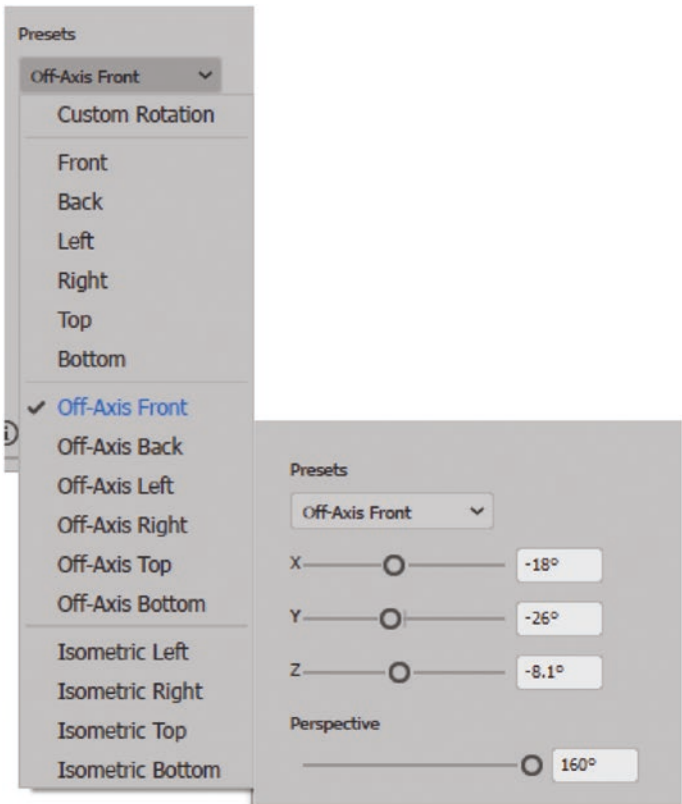 Presets
Off-Axis Front
Custom Rotation
Front
Back
Left
Right
Top
Bottom
Off-Axis Front
Off-Axis Back
Off-Axis Left
Off-Axis Right
Off-Axis Top
Off-Axis Bottom
Isometric Left
Isometric Right
Isometric Top
Isometric Bottom
Presets
Off-Axis Front
X -18°
Y -26°
Z -8.1°
Perspective
160°